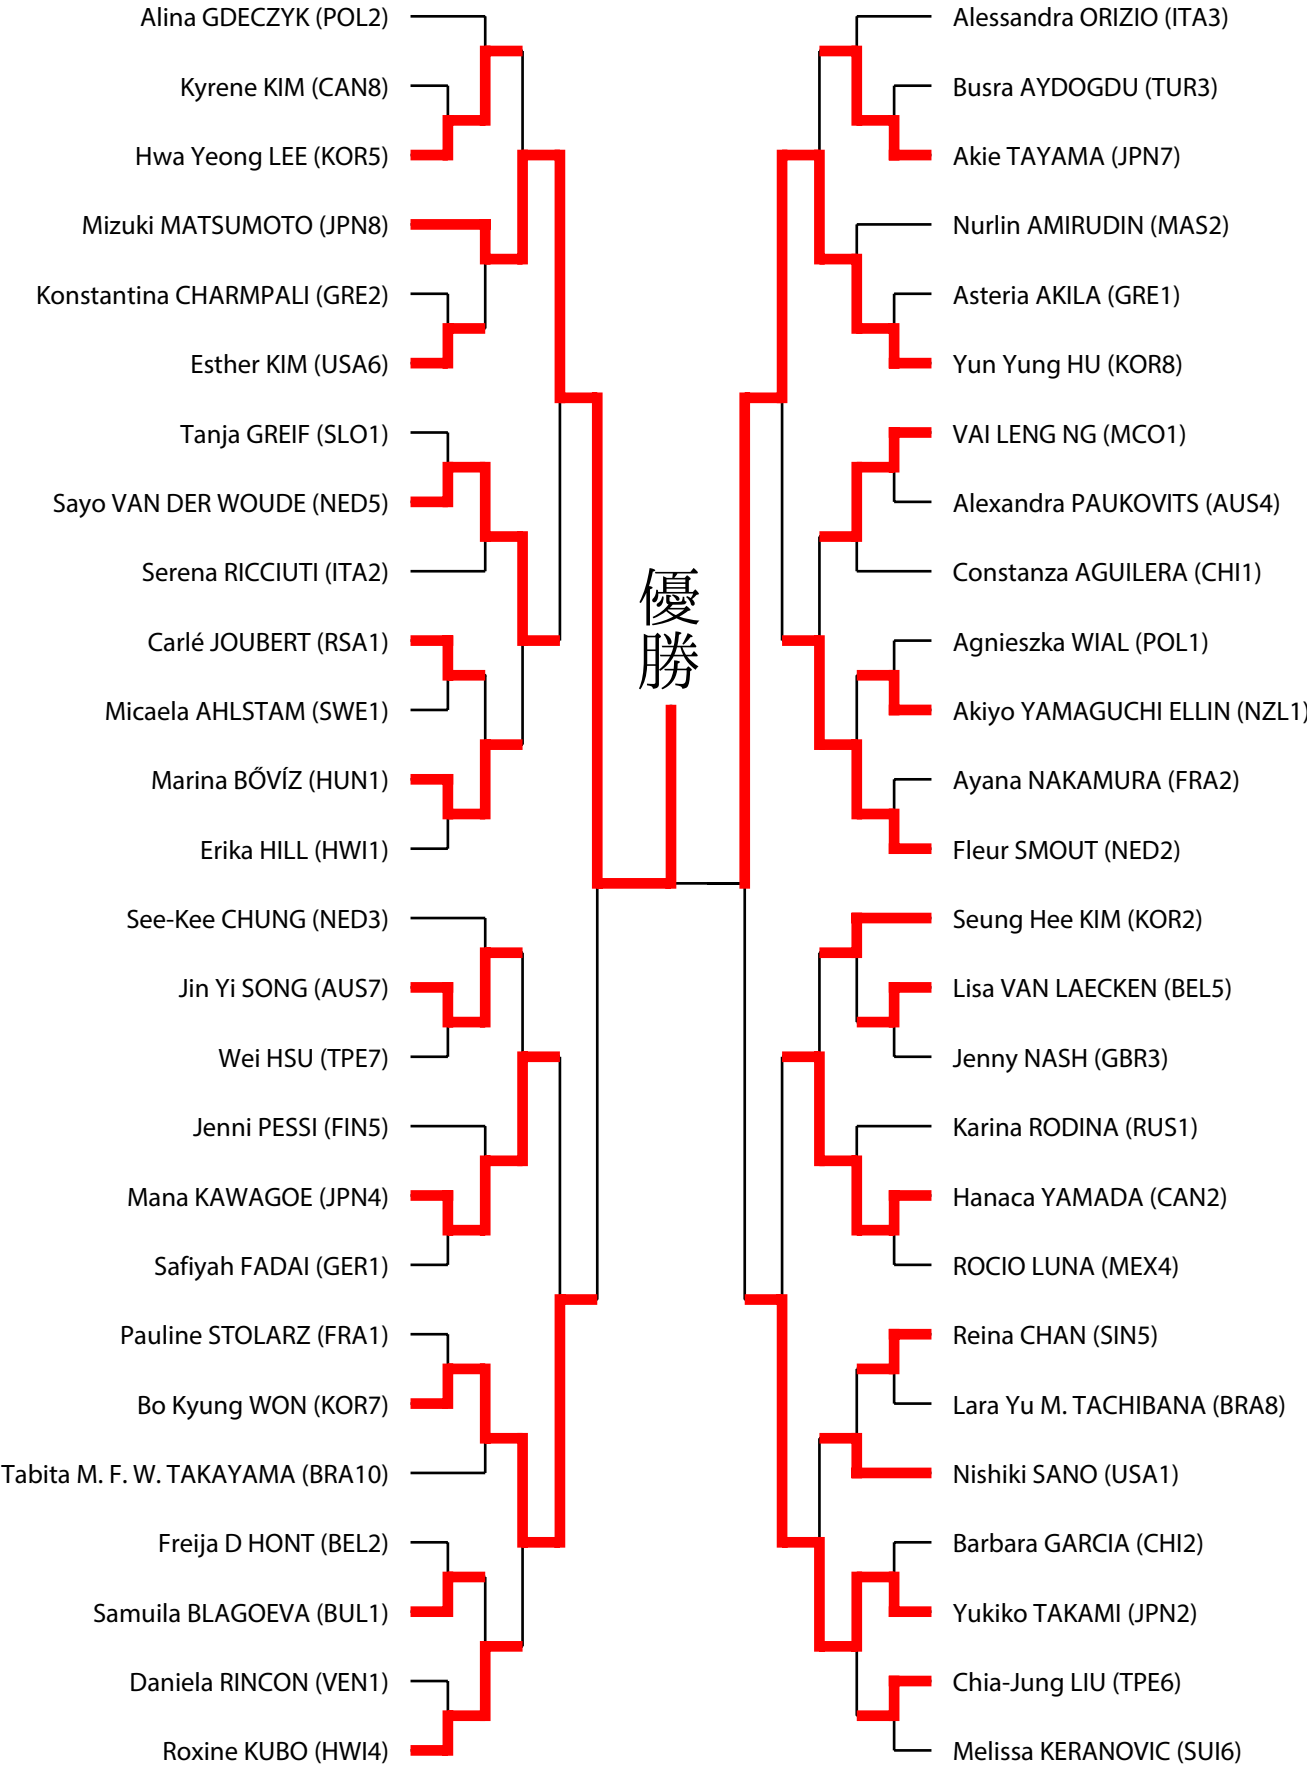 Alina GDECZYK (POL2)
Kyrene KIM (CAN8)
Hwa Yeong LEE (KOR5)
Mizuki MATSUMOTO (JPN8)
Konstantina CHARMPALI (GRE2)
Esther KIM (USA6)
Tanja GREIF (SLO1)
Sayo VAN DER WOUDE (NED5)
Serena RICCIUTI (ITA2)
Carlé JOUBERT (RSA1)
Micaela AHLSTAM (SWE1)
Marina BŐVÍZ (HUN1)
Erika HILL (HWI1)
See-Kee CHUNG (NED3)
Jin Yi SONG (AUS7)
Wei HSU (TPE7)
Jenni PESSI (FIN5)
Mana KAWAGOE (JPN4)
Safiyah FADAI (GER1)
Pauline STOLARZ (FRA1)
Bo Kyung WON (KOR7)
Tabita M. F. W. TAKAYAMA (BRA10)
Freija D HONT (BEL2)
Samuila BLAGOEVA (BUL1)
Daniela RINCON (VEN1)
Roxine KUBO (HWI4)
優勝
Alessandra ORIZIO (ITA3)
Busra AYDOGDU (TUR3)
Akie TAYAMA (JPN7)
Nurlin AMIRUDIN (MAS2)
Asteria AKILA (GRE1)
Yun Yung HU (KOR8)
VAI LENG NG (MCO1)
Alexandra PAUKOVITS (AUS4)
Constanza AGUILERA (CHI1)
Agnieszka WIAL (POL1)
Akiyo YAMAGUCHI ELLIN (NZL1)
Ayana NAKAMURA (FRA2)
Fleur SMOUT (NED2)
Seung Hee KIM (KOR2)
Lisa VAN LAECKEN (BEL5)
Jenny NASH (GBR3)
Karina RODINA (RUS1)
Hanaca YAMADA (CAN2)
ROCIO LUNA (MEX4)
Reina CHAN (SIN5)
Lara Yu M. TACHIBANA (BRA8)
Nishiki SANO (USA1)
Barbara GARCIA (CHI2)
Yukiko TAKAMI (JPN2)
Chia-Jung LIU (TPE6)
Melissa KERANOVIC (SUI6)